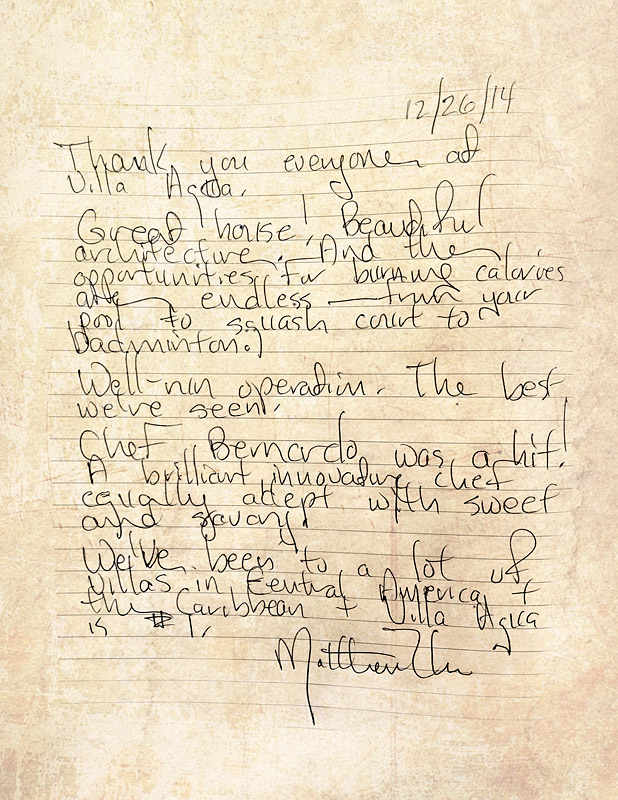 12/26/14
Thank you everyone at
Villa Agua.
Great house! Beautiful
architecture. And the
opportunities for burning calories
are endless — from your
pool to squash court to
badminton.
Well-run operation. The best
we've seen.
Chef Bernardo was a hit!
A brilliant innovative chef
equally adept with sweet
and savory!
We've been to a lot of
villas in Central America +
the Caribbean + Villa Agua
is #1.
Matthew